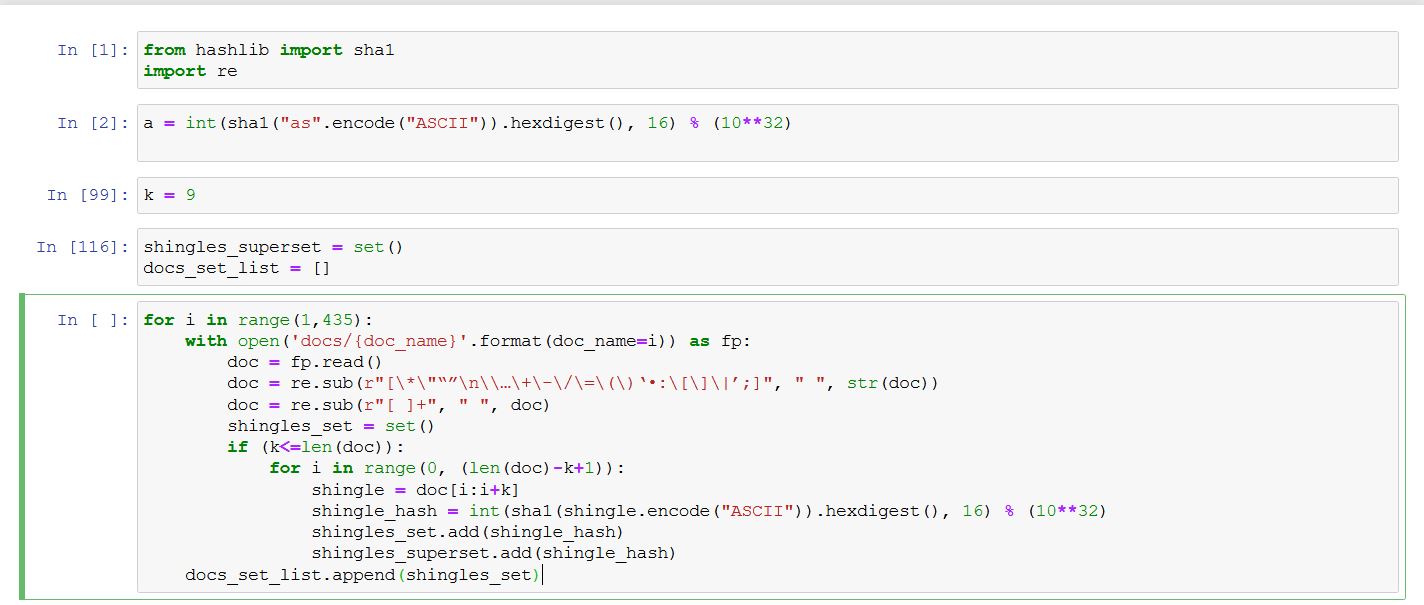 In [1]: from hashlib import sha1
import re
In [2]: a = int(sha1("as".encode("ASCII")).hexdigest(), 16) % (10**32)
In [99]: k = 9
In [116]: shingles_superset = set()
docs_set_list = []
In [ ]: for i in range(1,435):
    with open('docs/{doc_name}'.format(doc_name=i)) as fp:
        doc = fp.read()
        doc = re.sub(r"[\*\"“”\n\\…\+\-\/\=\(\)‘•:\[\]\|’;]", " ", str(doc))
        doc = re.sub(r"[ ]+", " ", doc)
        shingles_set = set()
        if (k<=len(doc)):
            for i in range(0, (len(doc)-k+1)):
                shingle = doc[i:i+k]
                shingle_hash = int(sha1(shingle.encode("ASCII")).hexdigest(), 16) % (10**32)
                shingles_set.add(shingle_hash)
                shingles_superset.add(shingle_hash)
    docs_set_list.append(shingles_set)